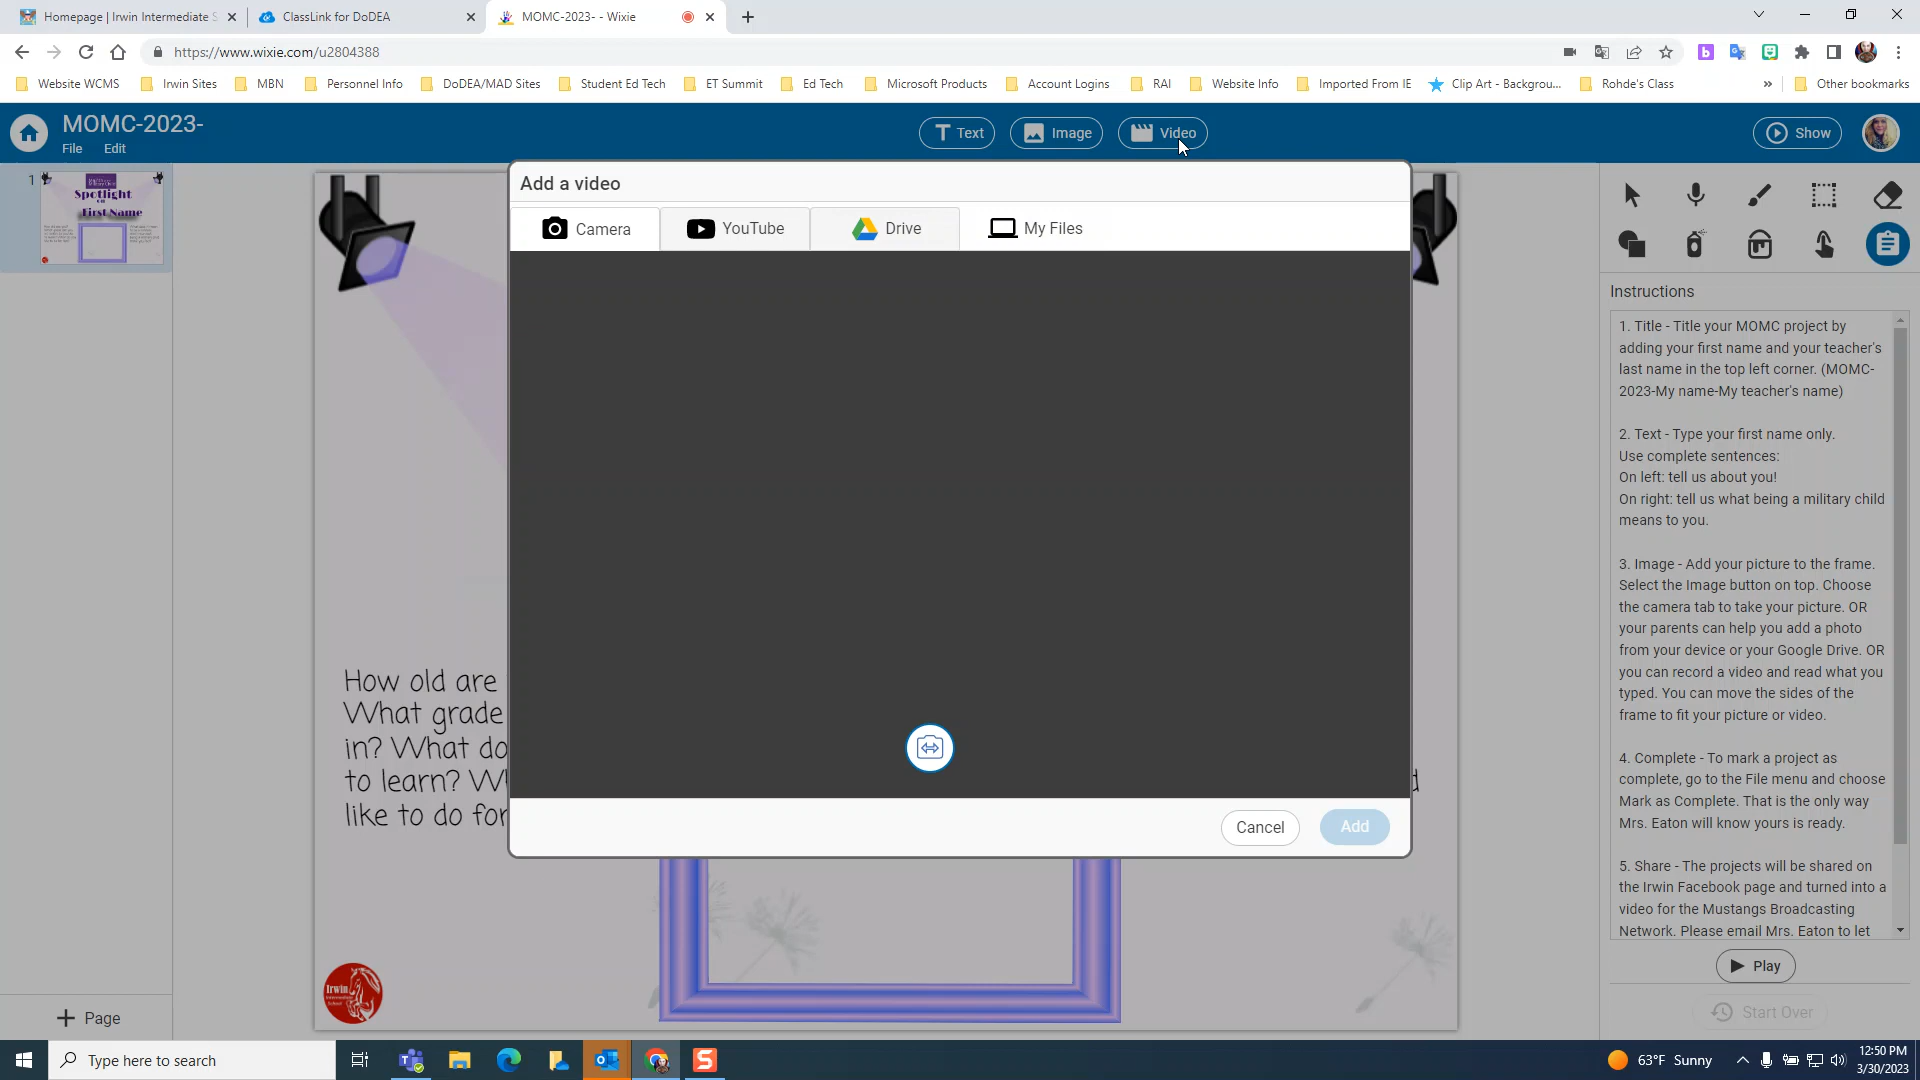 Homepage | Irwin Intermediate S
ClassLink for DoDEA
MOMC-2023- - Wixie
https://www.wixie.com/u2804388
Website WCMS
Irwin Sites
MBN
Personnel Info
DoDEA/MAD Sites
Student Ed Tech
ET Summit
Ed Tech
Microsoft Products
Account Logins
RAI
Website Info
Imported From IE
Clip Art - Backgrou...
Rohde's Class
»
Other bookmarks
MOMC-2023-
File Edit
Text
Image
Video
Show
1
Spotlight
on
First Name
Add a video
Camera
YouTube
Drive
My Files
Cancel
Add
How old are
What grade
in? What do
to learn? W
like to do for
d
Irwin
Intermediate
School
Page
Instructions
1. Title - Title your MOMC project by
adding your first name and your teacher's
last name in the top left corner. (MOMC-
2023-My name-My teacher's name)
2. Text - Type your first name only.
Use complete sentences:
On left: tell us about you!
On right: tell us what being a military child
means to you.
3. Image - Add your picture to the frame.
Select the Image button on top. Choose
the camera tab to take your picture. OR
your parents can help you add a photo
from your device or your Google Drive. OR
you can record a video and read what you
typed. You can move the sides of the
frame to fit your picture or video.
4. Complete - To mark a project as
complete, go to the File menu and choose
Mark as Complete. That is the only way
Mrs. Eaton will know yours is ready.
5. Share - The projects will be shared on
the Irwin Facebook page and turned into a
video for the Mustangs Broadcasting
Network. Please email Mrs. Eaton to let
Play
Start Over
Type here to search
63°F Sunny
12:50 PM
3/30/2023